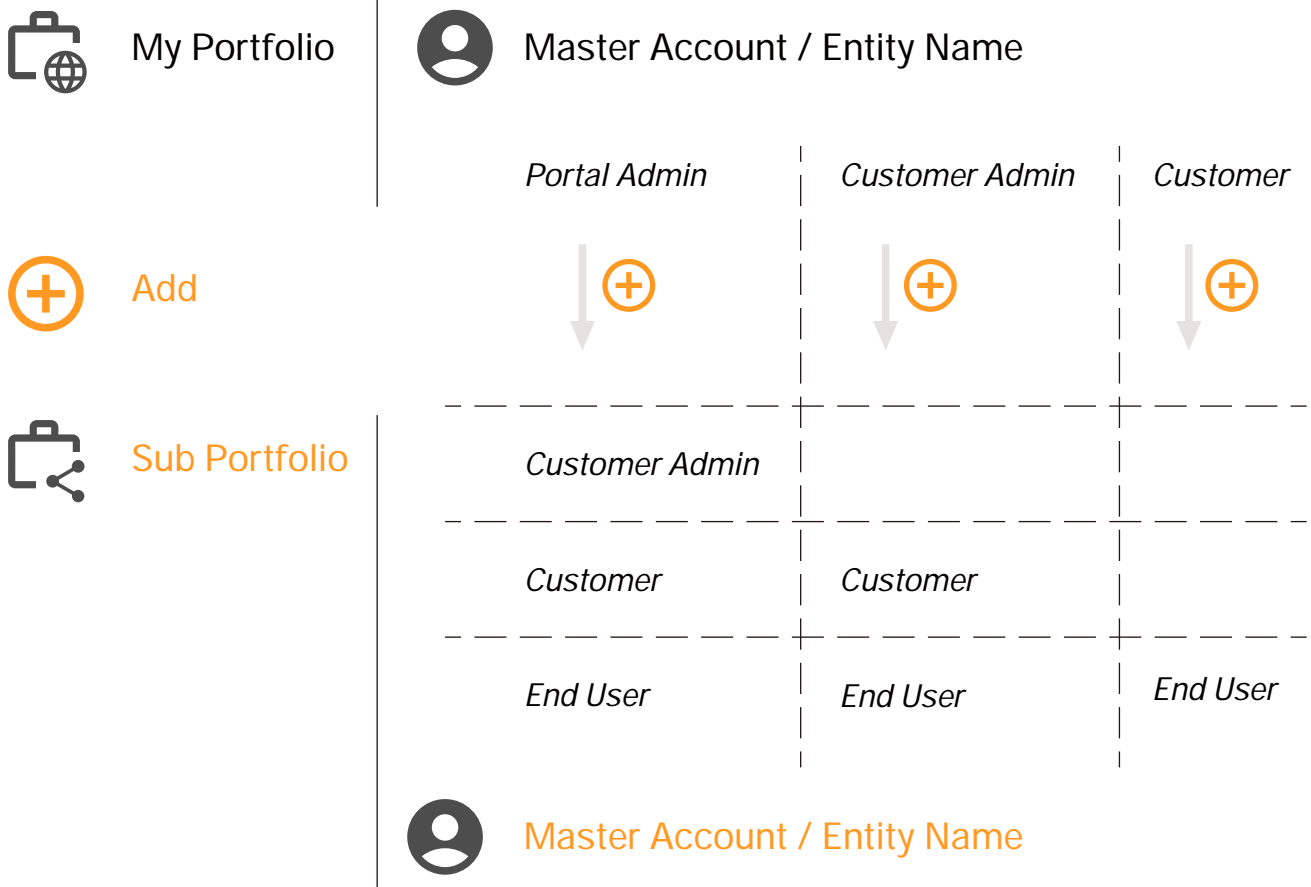 My Portfolio
Master Account / Entity Name
Portal Admin
Customer Admin
Customer
Add
Sub Portfolio
Customer Admin
Customer
Customer
End User
End User
End User
Master Account / Entity Name